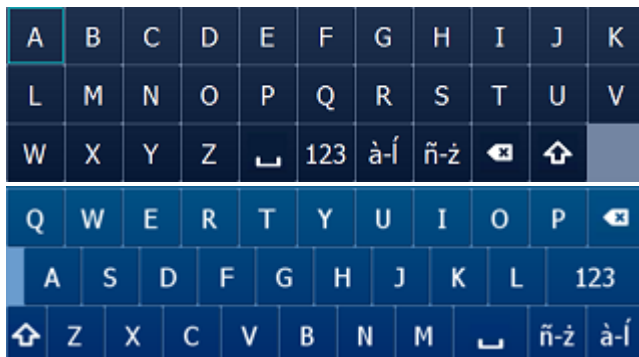 A B C D E F G H I J K
L M N O P Q R S T U V
W X Y Z 123 à-Í ñ-ż
Q W E R T Y U I O P
A S D F G H J K L 123
Z X C V B N M ñ-ż à-Í